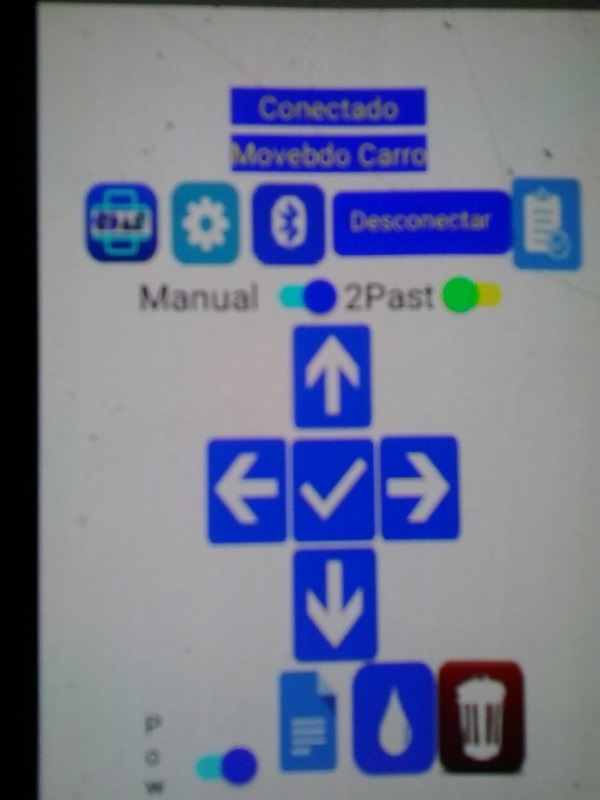 Conectado
Movebdo Carro
Desconectar
Manual 2Past
P
o
w